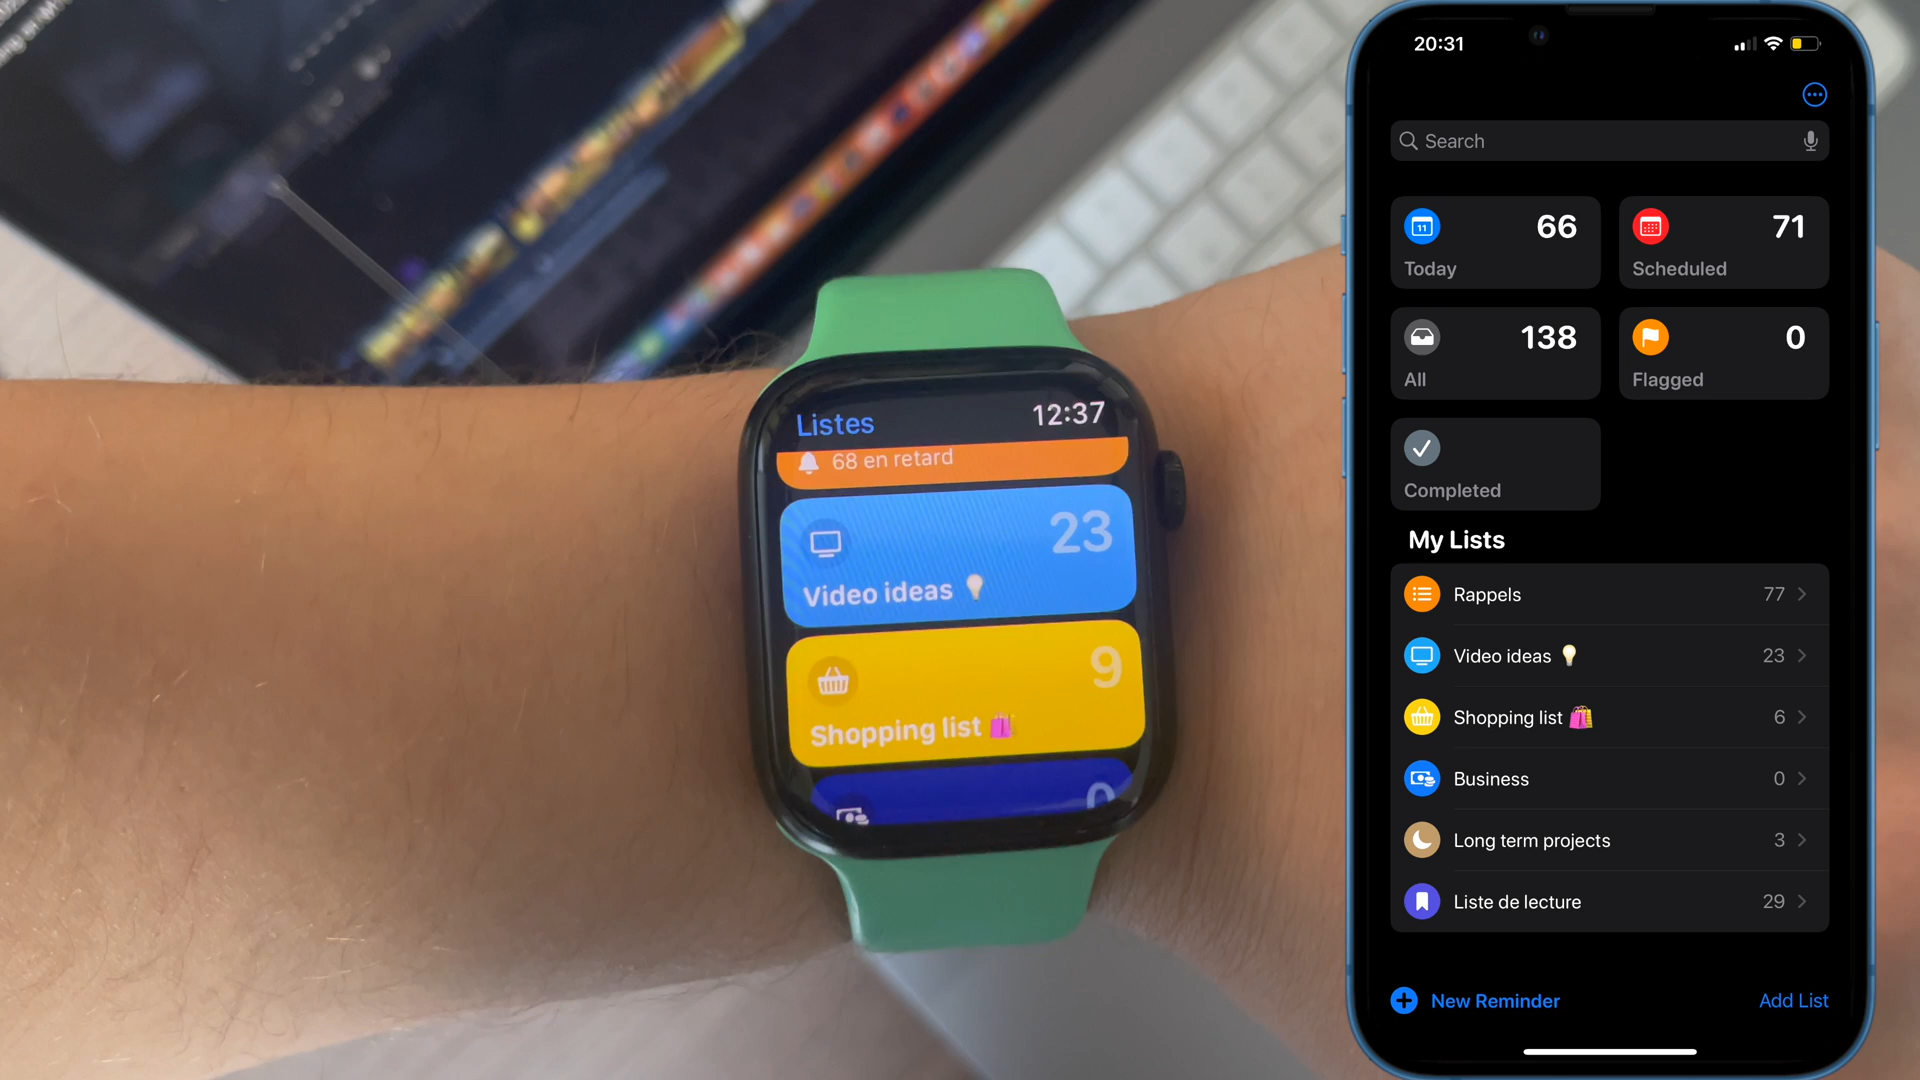 Listes
12:37
68 en retard
23
Video ideas 💡
9
Shopping list 🛍️
0
20:31
Search
11
66
Today
71
Scheduled
138
All
0
Flagged
Completed
My Lists
Rappels 77
Video ideas 💡 23
Shopping list 🛍️ 6
Business 0
Long term projects 3
Liste de lecture 29
New Reminder
Add List